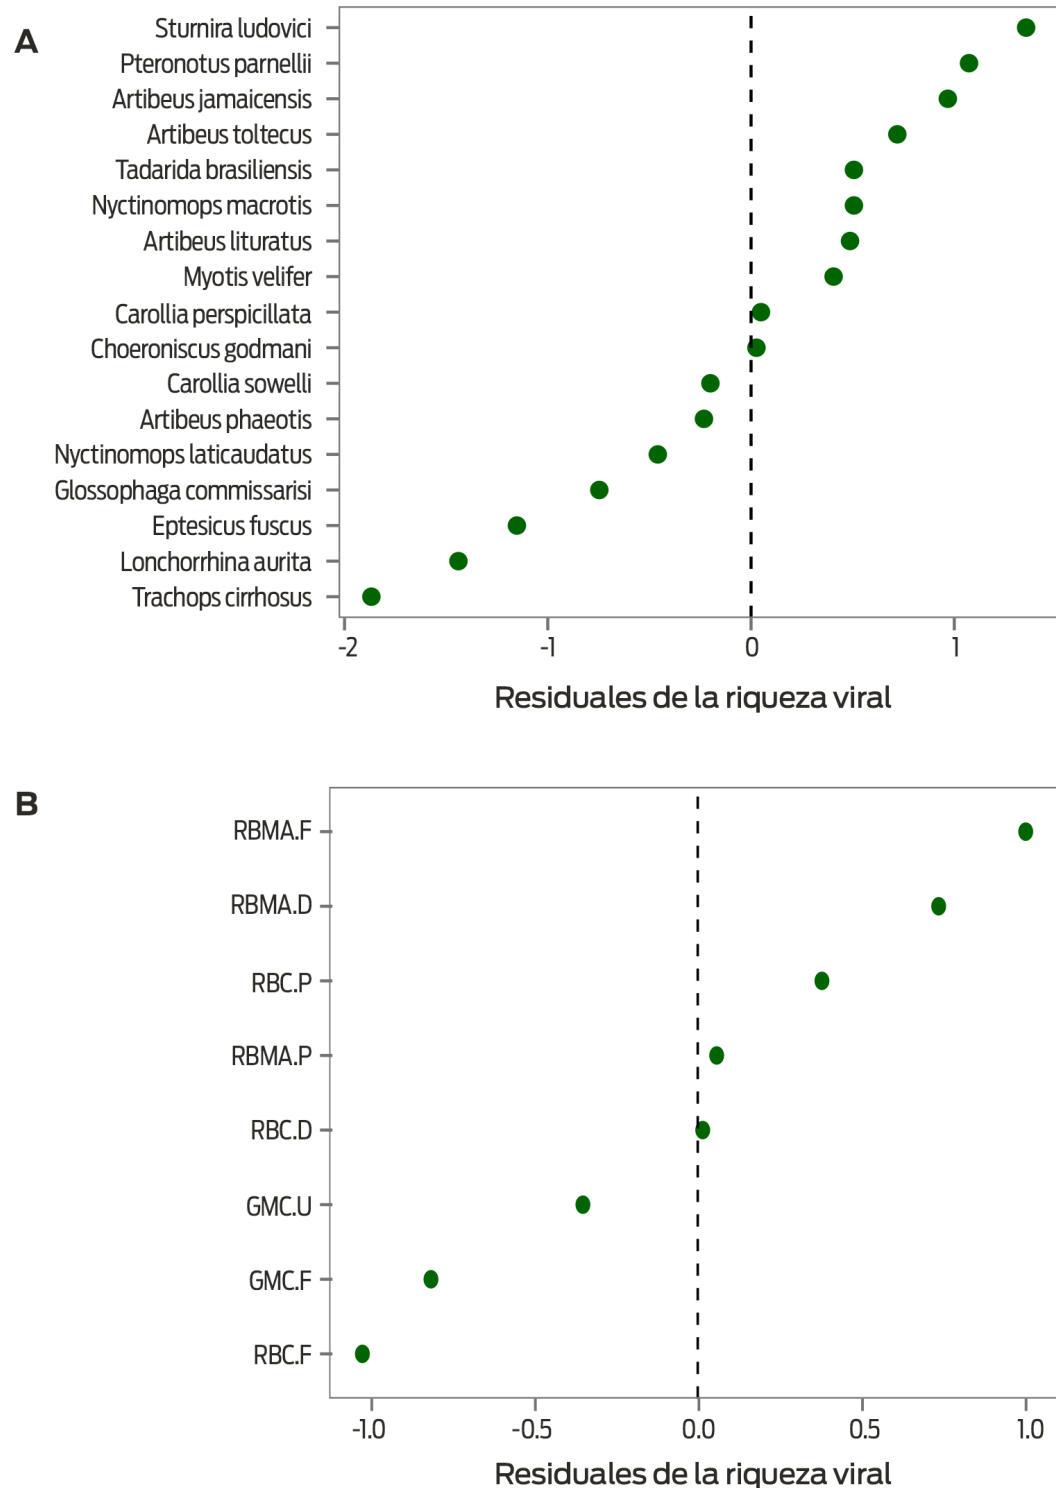 A
Sturnira ludovici
Pteronotus parnellii
Artibeus jamaicensis
Artibeus toltecus
Tadarida brasiliensis
Nyctinomops macrotis
Artibeus lituratus
Myotis velifer
Carollia perspicillata
Choeroniscus godmani
Carollia sowelli
Artibeus phaeotis
Nyctinomops laticaudatus
Glossophaga commissarisi
Eptesicus fuscus
Lonchorrhina aurita
Trachops cirrhosus
-2 -1 0 1
Residuales de la riqueza viral
B
RBMA.F
RBMA.D
RBC.P
RBMA.P
RBC.D
GMC.U
GMC.F
RBC.F
-1.0 -0.5 0.0 0.5 1.0
Residuales de la riqueza viral